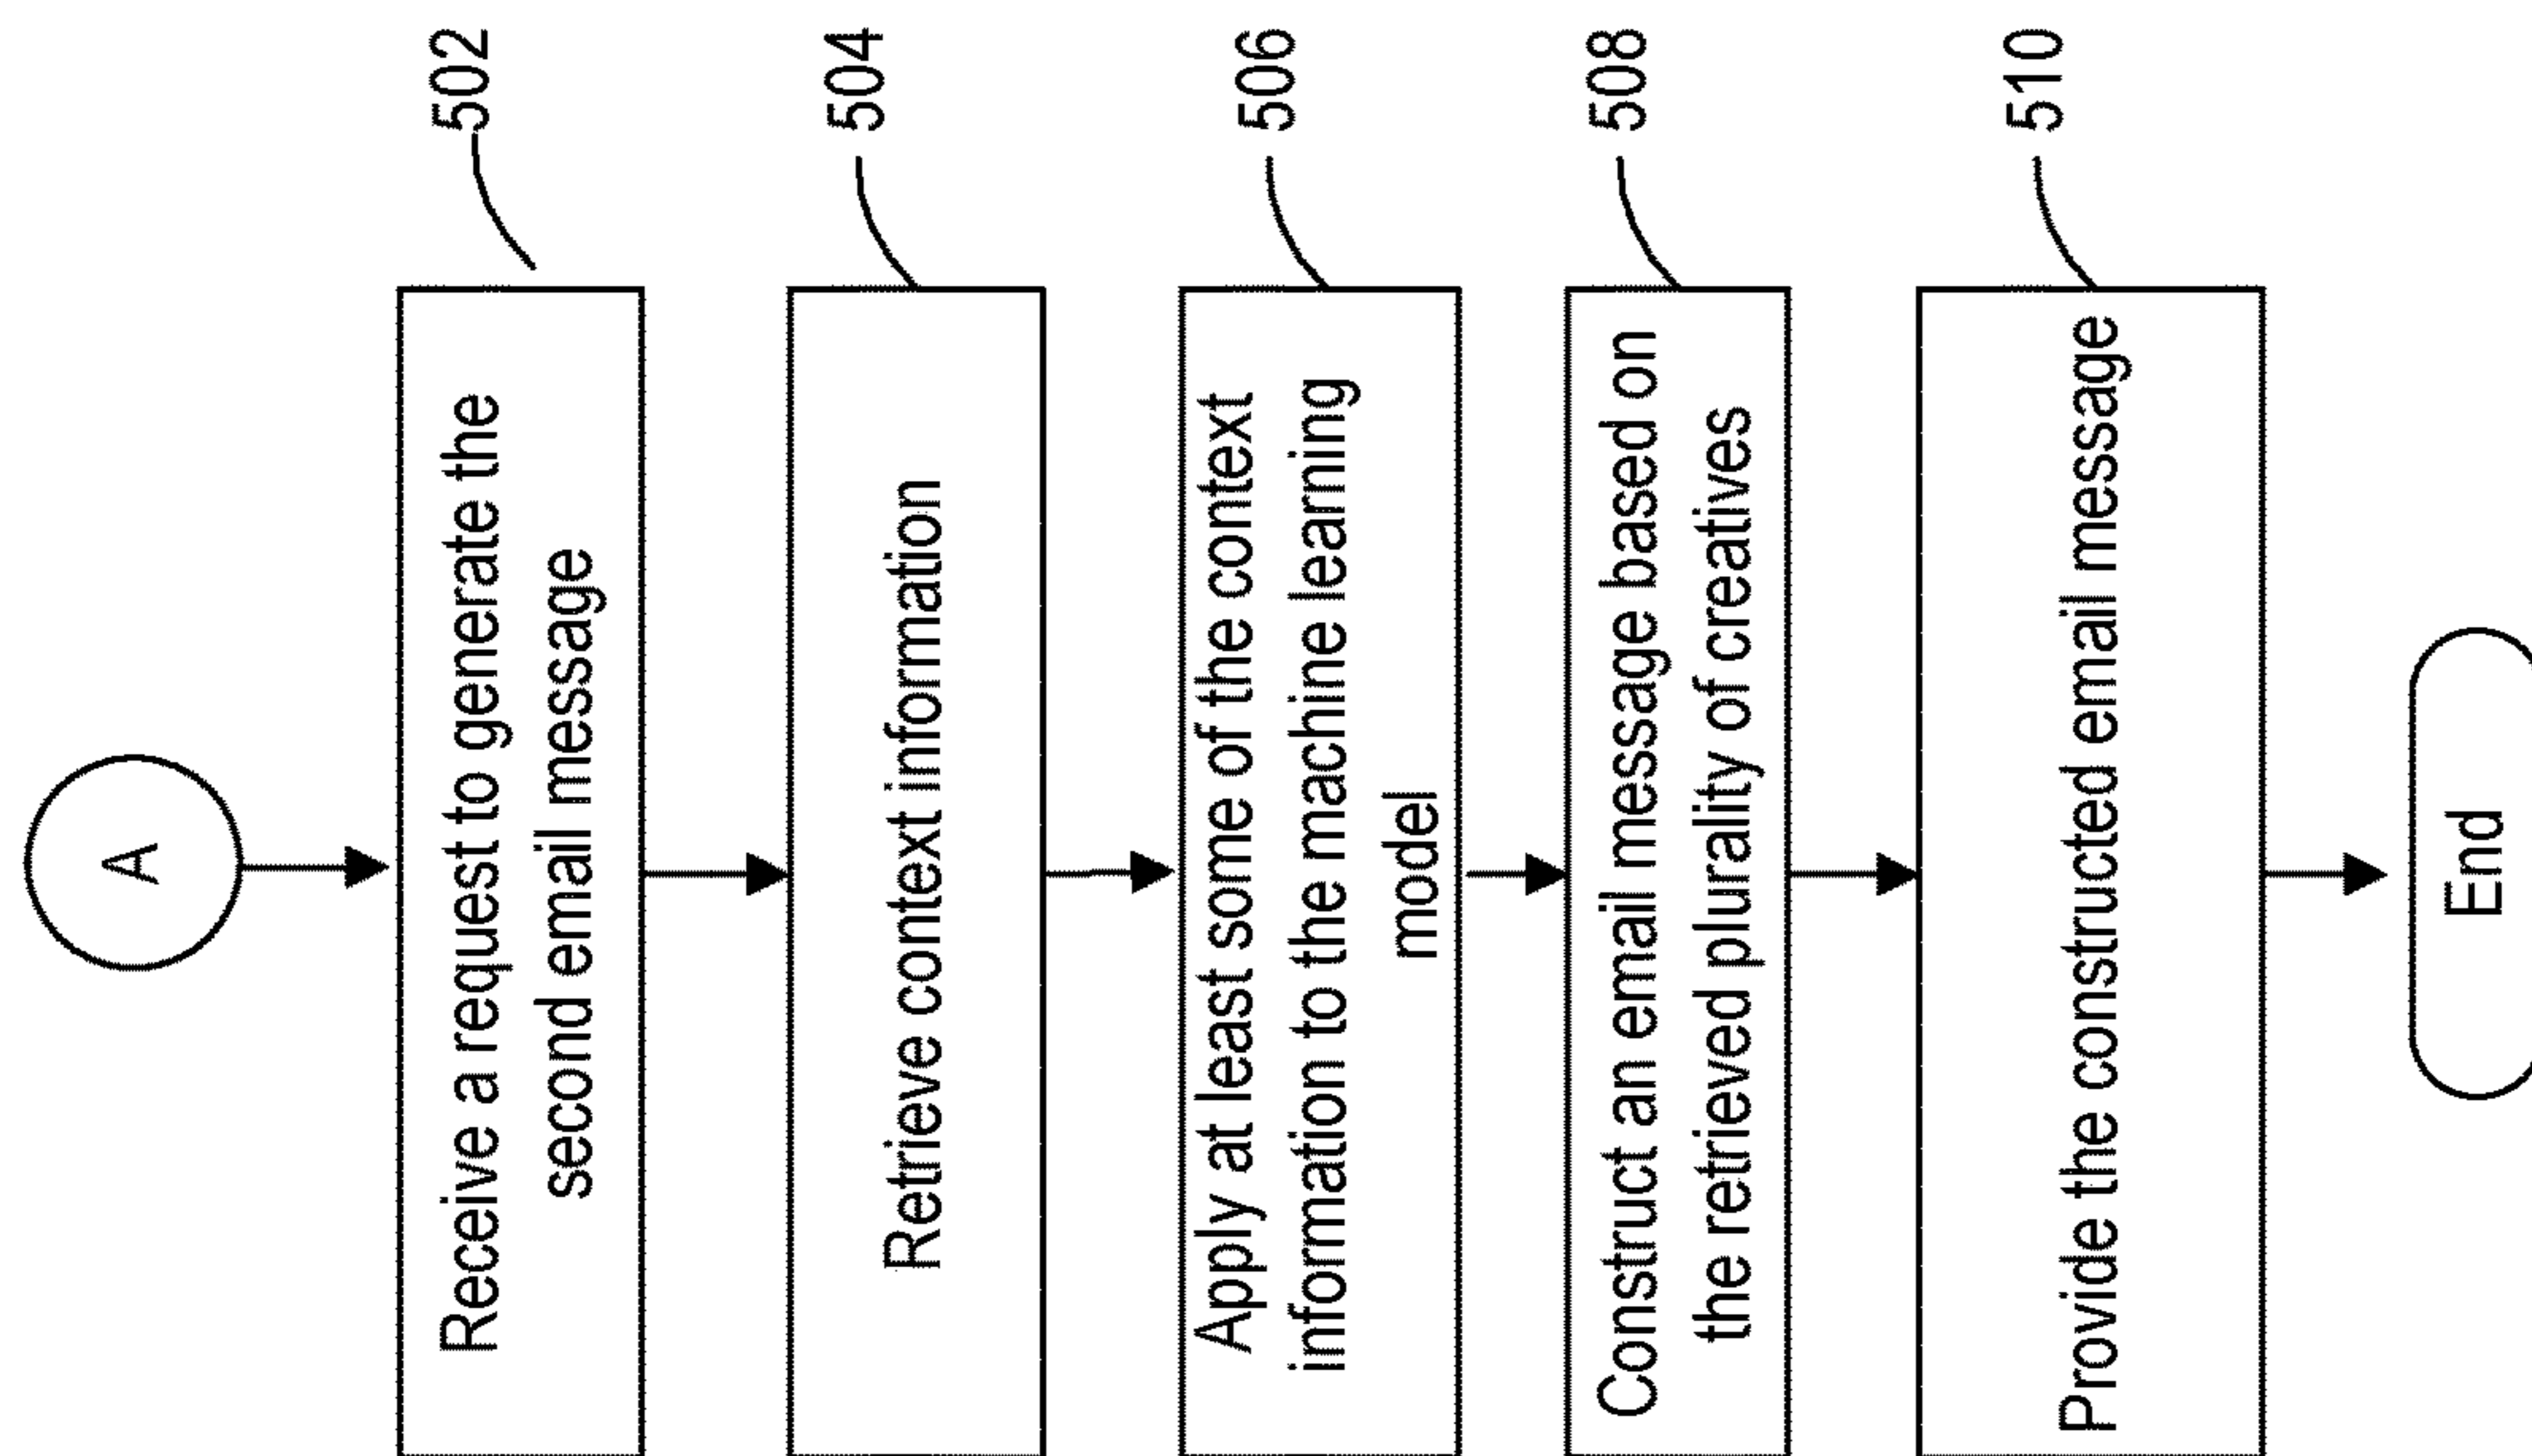 A
502
Receive a request to generate the
second email message
504
Retrieve context information
506
Apply at least some of the context
information to the machine learning
model
508
Construct an email message based on
the retrieved plurality of creatives
510
Provide the constructed email message
End